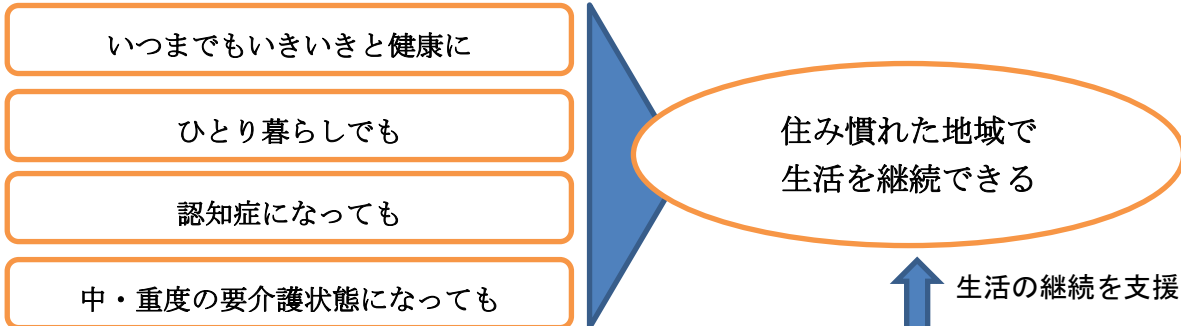 いつまでもいきいきと健康に
ひとり暮らしでも
認知症になっても
中・重度の要介護状態になっても
住み慣れた地域で
生活を継続できる
生活の継続を支援